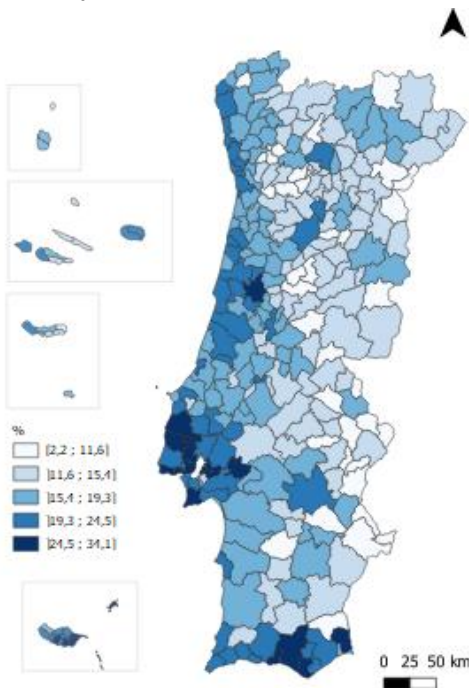 %
[2,2 ; 11,6]
]11,6 ; 15,4]
]15,4 ; 19,3]
]19,3 ; 24,5]
]24,5 ; 34,1]
0 25 50 km